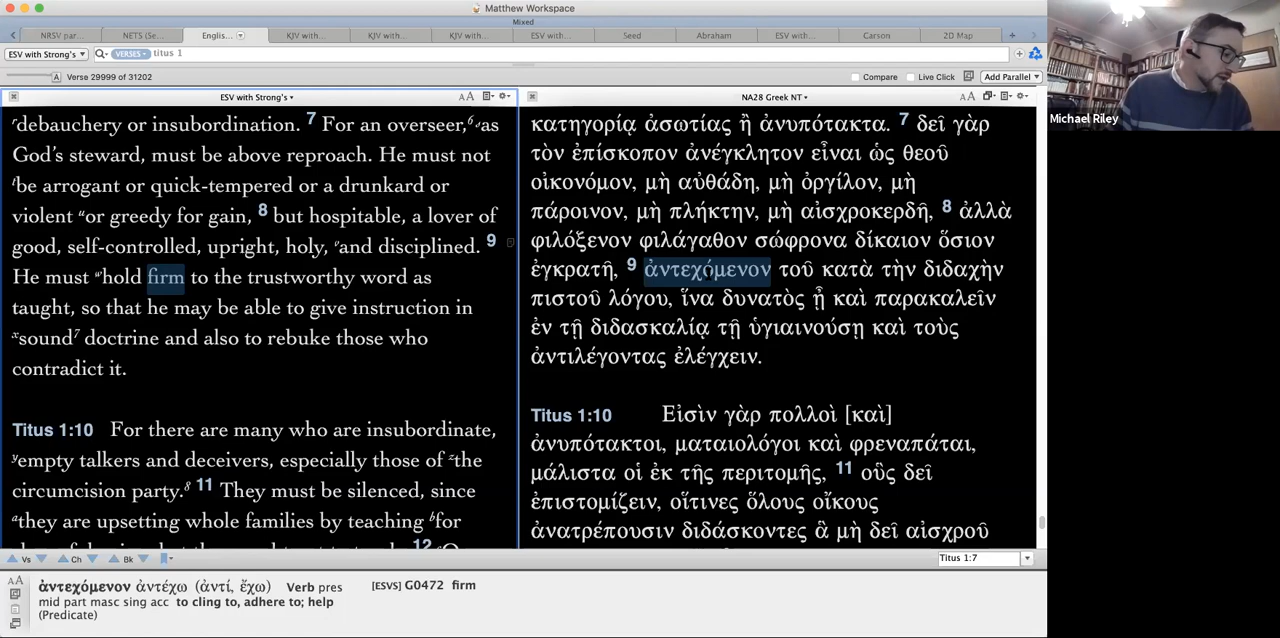 Matthew Workspace
Mixed
NRSV par... NETS (Se... Englis... KJV with... KJV with... KJV with... ESV with... Seed Abraham ESV with... Carson 2D Map
ESV with Strong's VERSES titus 1
A Verse 29999 of 31202 Compare Live Click Add Parallel
ESV with Strong's
debauchery or insubordination. 7 For an overseer,6 as
God's steward, must be above reproach. He must not
be arrogant or quick-tempered or a drunkard or
violent or greedy for gain, 8 but hospitable, a lover of
good, self-controlled, upright, holy, and disciplined. 9
He must hold firm to the trustworthy word as
taught, so that he may be able to give instruction in
sound7 doctrine and also to rebuke those who
contradict it.
Titus 1:10 For there are many who are insubordinate,
empty talkers and deceivers, especially those of the
circumcision party.8 11 They must be silenced, since
they are upsetting whole families by teaching for
12
NA28 Greek NT
κατηγορίᾳ ἀσωτίας ἢ ἀνυπότακτα. 7 δεῖ γὰρ
τὸν ἐπίσκοπον ἀνέγκλητον εἶναι ὡς θεοῦ
οἰκονόμον, μὴ αὐθάδη, μὴ ὀργίλον, μὴ
πάροινον, μὴ πλήκτην, μὴ αἰσχροκερδῆ, 8 ἀλλὰ
φιλόξενον φιλάγαθον σώφρονα δίκαιον ὅσιον
ἐγκρατῆ, 9 ἀντεχόμενον τοῦ κατὰ τὴν διδαχὴν
πιστοῦ λόγου, ἵνα δυνατὸς ᾖ καὶ παρακαλεῖν
ἐν τῇ διδασκαλίᾳ τῇ ὑγιαινούσῃ καὶ τοὺς
ἀντιλέγοντας ἐλέγχειν.
Titus 1:10 Εἰσὶν γὰρ πολλοὶ [καὶ]
ἀνυπότακτοι, ματαιολόγοι καὶ φρεναπάται,
μάλιστα οἱ ἐκ τῆς περιτομῆς, 11 οὓς δεῖ
ἐπιστομίζειν, οἵτινες ὅλους οἴκους
ἀνατρέπουσιν διδάσκοντες ἃ μὴ δεῖ αἰσχροῦ
Vs Ch Bk Titus 1:7
ἀντεχόμενον ἀντέχω (ἀντί, ἔχω) Verb pres
mid part masc sing acc to cling to, adhere to; help
(Predicate)
[ESVS] G0472 firm
Michael Riley